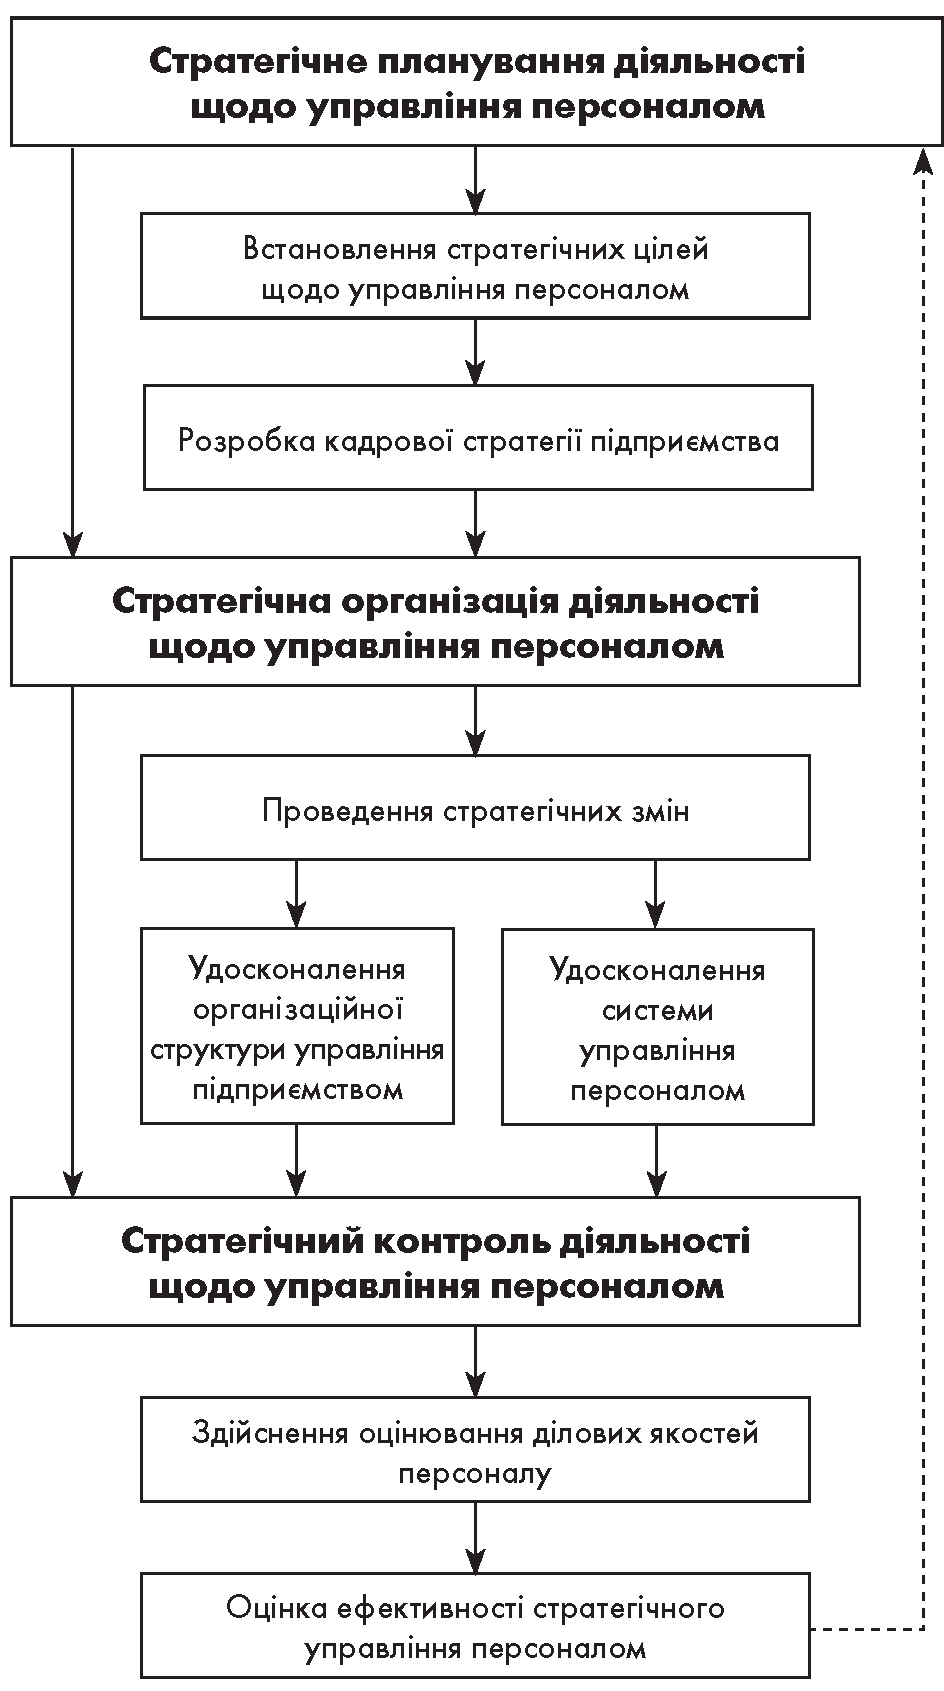 Стратегічне планування діяльності
щодо управління персоналом
Встановлення стратегічних цілей
щодо управління персоналом
Розробка кадрової стратегії підприємства
Стратегічна організація діяльності
щодо управління персоналом
Проведення стратегічних змін
Удосконалення
організаційної
структури управління
підприємством
Удосконалення
системи
управління
персоналом
Стратегічний контроль діяльності
щодо управління персоналом
Здійснення оцінювання ділових якостей
персоналу
Оцінка ефективності стратегічного
управління персоналом